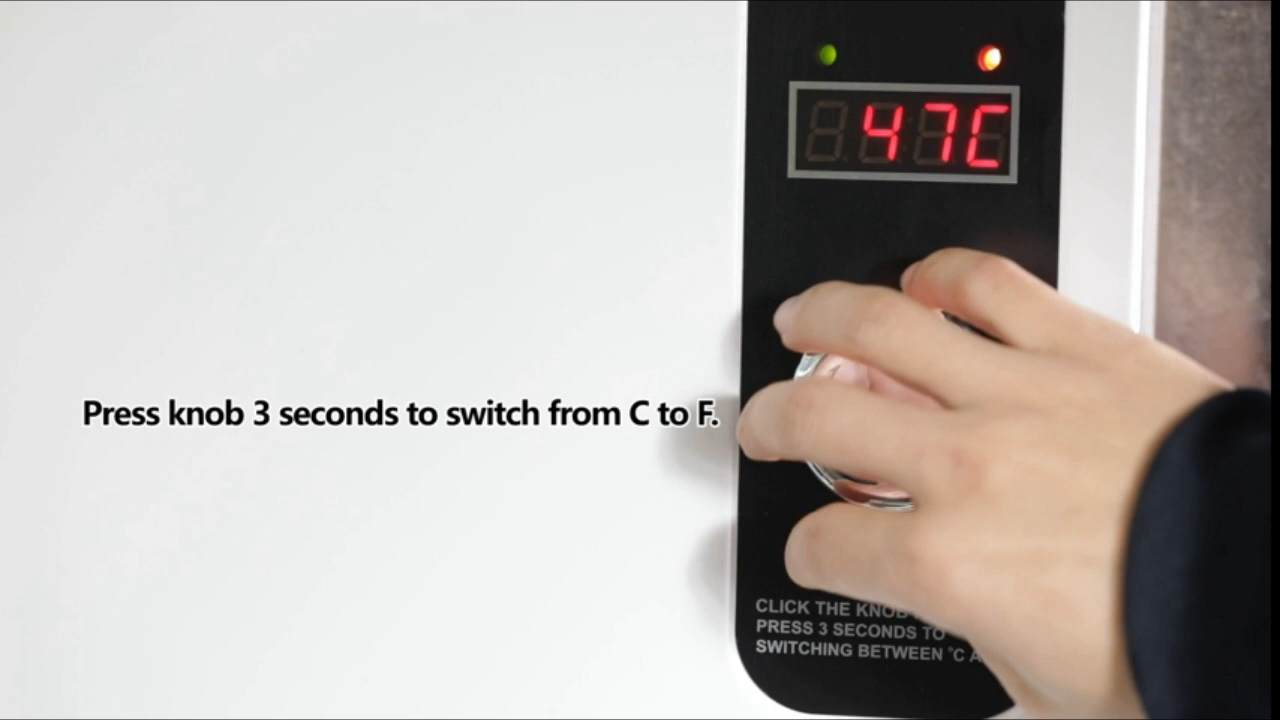 47C
Press knob 3 seconds to switch from C to F.
CLICK THE KNOB
PRESS 3 SECONDS TO
SWITCHING BETWEEN °C